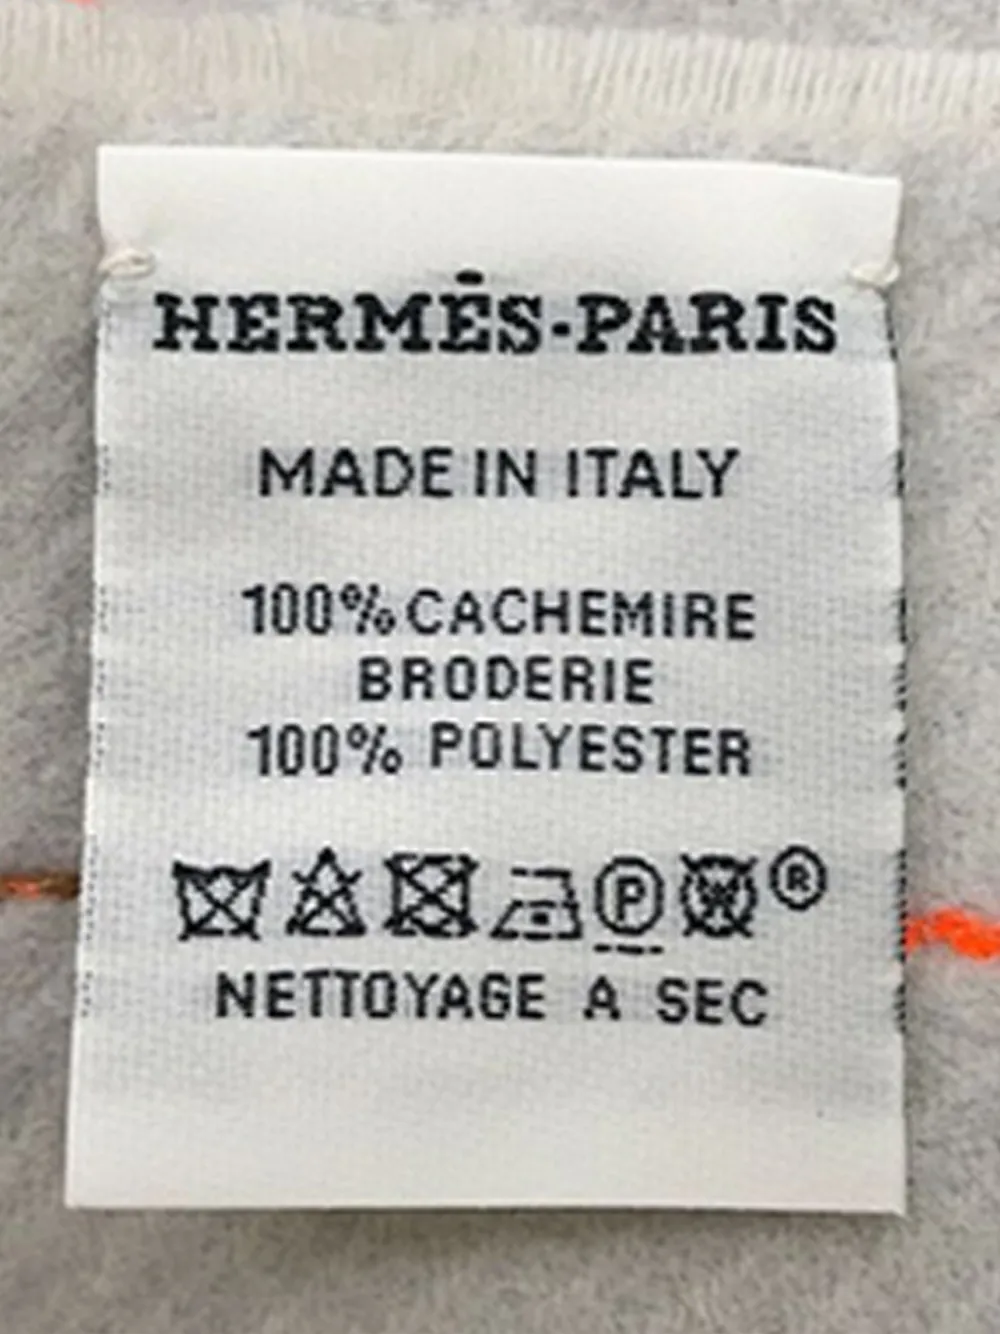 HERMÈS-PARIS
MADE IN ITALY
100% CACHEMIRE
BRODERIE
100% POLYESTER
P W ®
NETTOYAGE A SEC